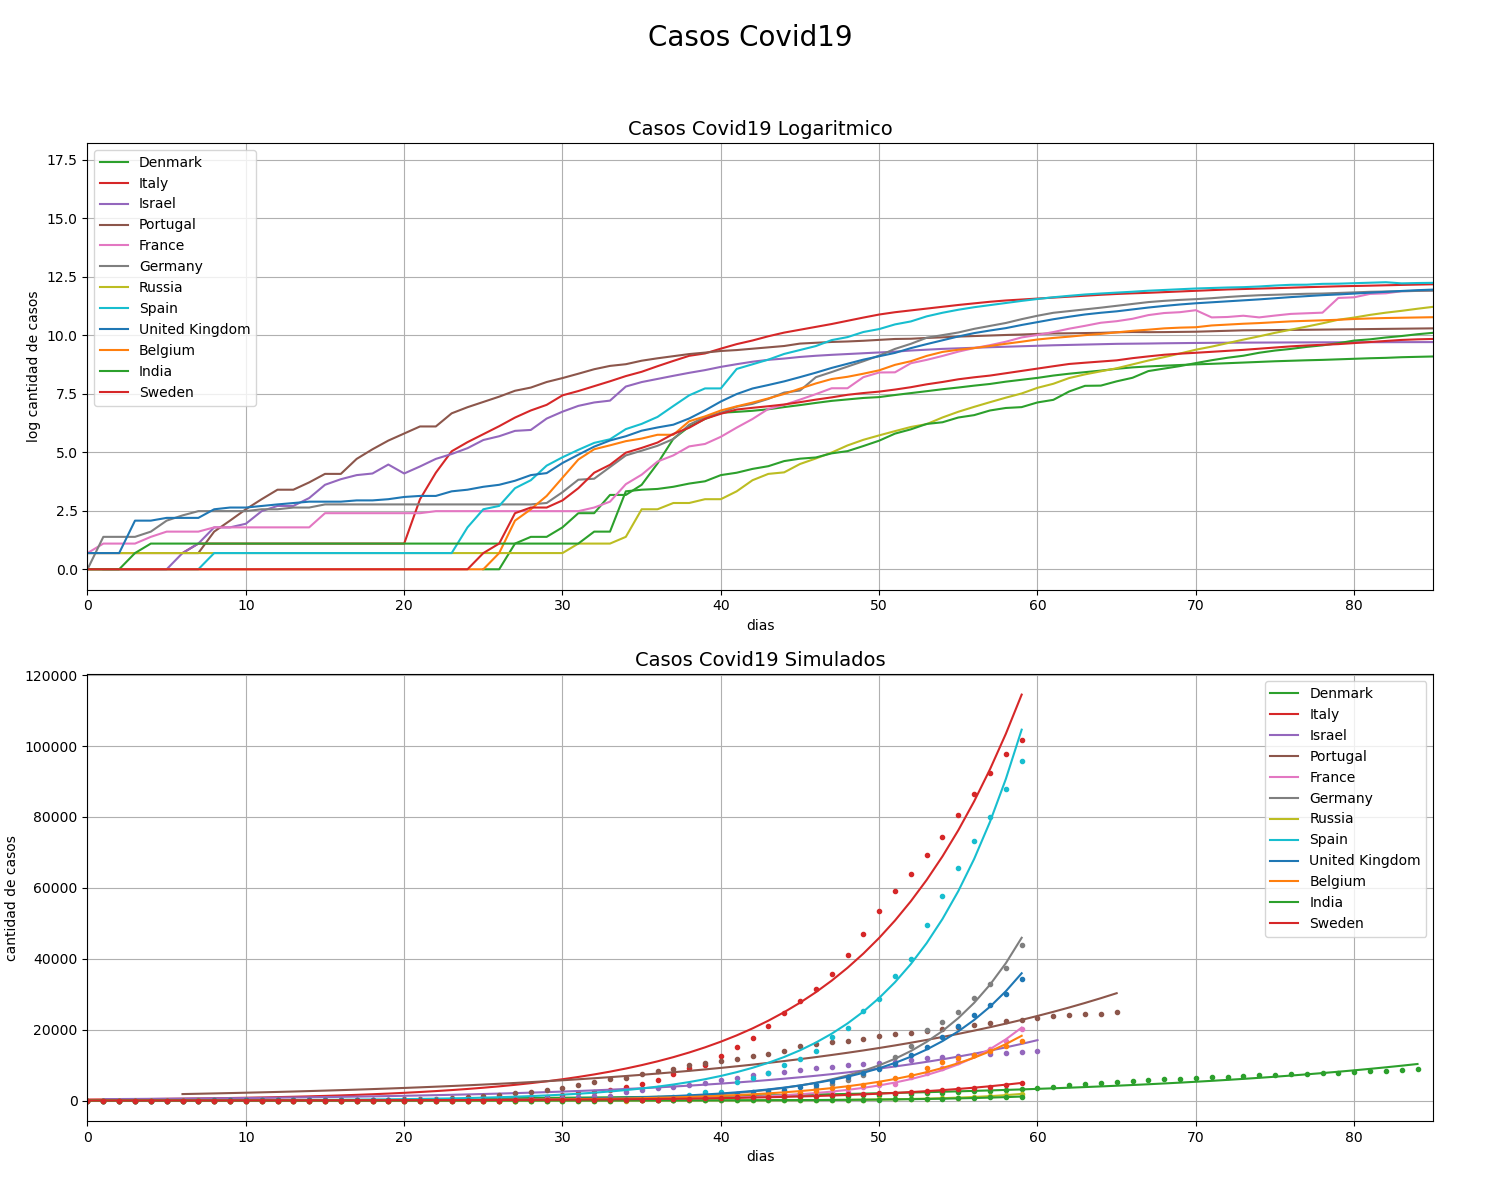 Casos Covid19
Casos Covid19 Logaritmico
17.5
15.0
12.5
10.0
7.5
5.0
2.5
0.0
log cantidad de casos
Denmark
Italy
Israel
Portugal
France
Germany
Russia
Spain
United Kingdom
Belgium
India
Sweden
0 10 20 30 40 50 60 70 80
dias
Casos Covid19 Simulados
120000
100000
80000
60000
40000
20000
0
cantidad de casos
Denmark
Italy
Israel
Portugal
France
Germany
Russia
Spain
United Kingdom
Belgium
India
Sweden
0 10 20 30 40 50 60 70 80
dias